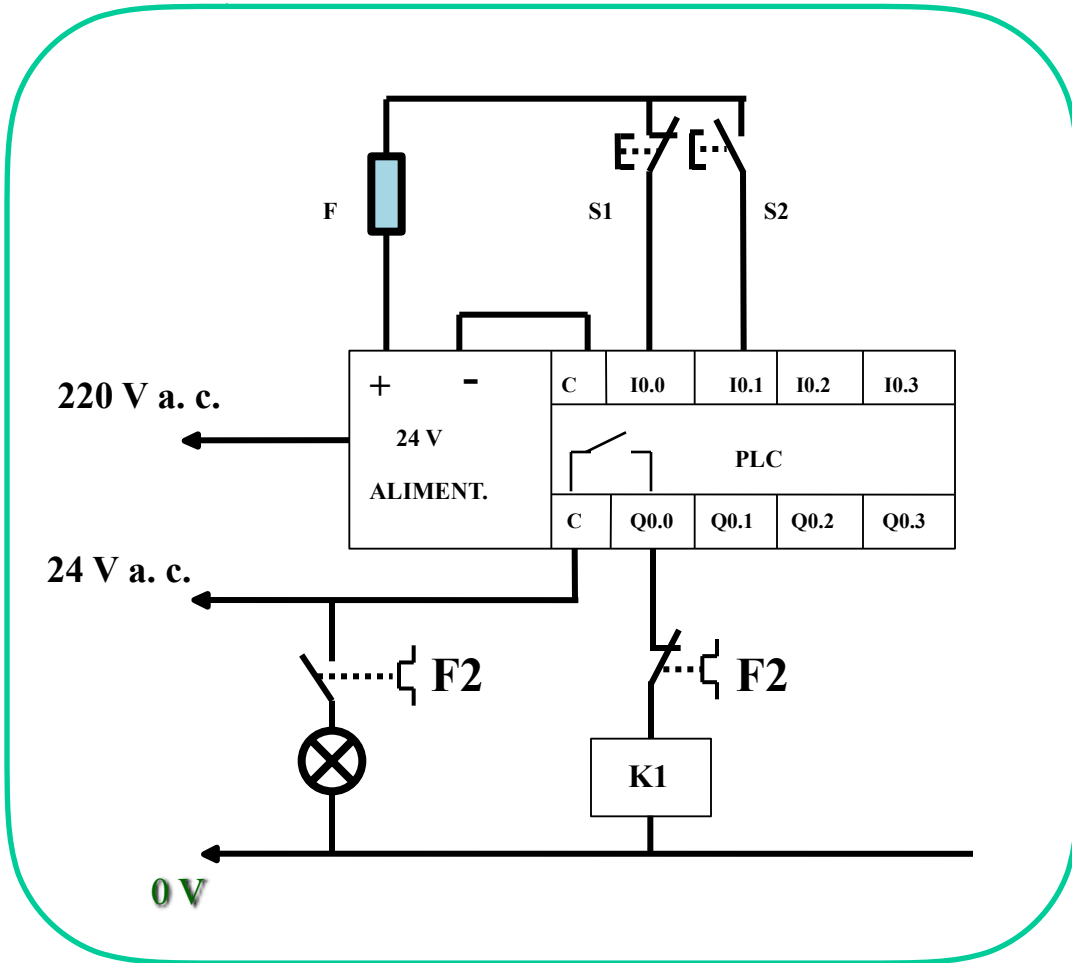 F
S1
S2
+
-
C
I0.0
I0.1
I0.2
I0.3
220 V a. c.
24 V
PLC
ALIMENT.
C
Q0.0
Q0.1
Q0.2
Q0.3
24 V a. c.
F2
F2
K1
0 V